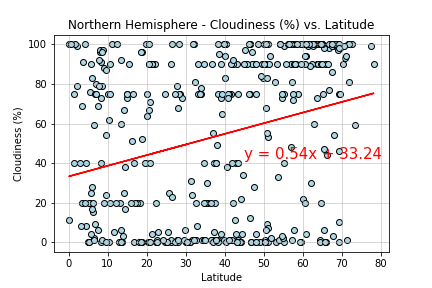 Northern Hemisphere - Cloudiness (%) vs. Latitude
100
80
60
40
20
0
Cloudiness (%)
y = 0.54x + 33.24
0 10 20 30 40 50 60 70 80
Latitude